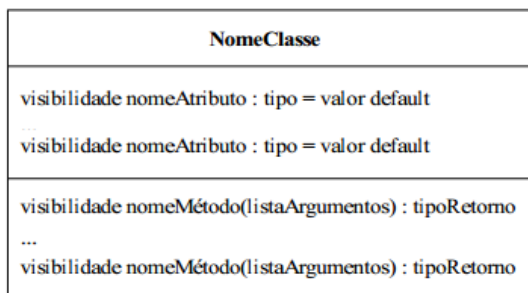 NomeClasse
visibilidade nomeAtributo : tipo = valor default
...
visibilidade nomeAtributo : tipo = valor default
visibilidade nomeMétodo(listaArgumentos) : tipoRetorno
...
visibilidade nomeMétodo(listaArgumentos) : tipoRetorno